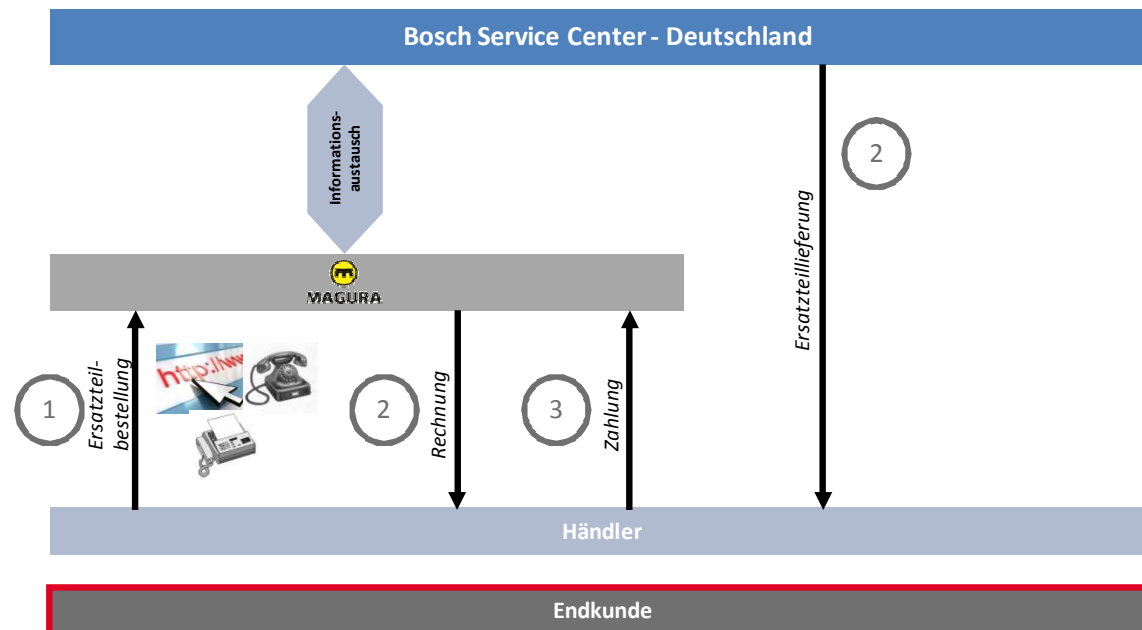 Bosch Service Center - Deutschland
Informations-
austausch
2
Ersatzteillieferung
MAGURA
http://ww
1
Ersatzteil-
bestellung
2
Rechnung
3
Zahlung
Händler
Endkunde